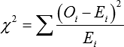 χ² = ∑ (Oᵢ − Eᵢ)² / Eᵢ